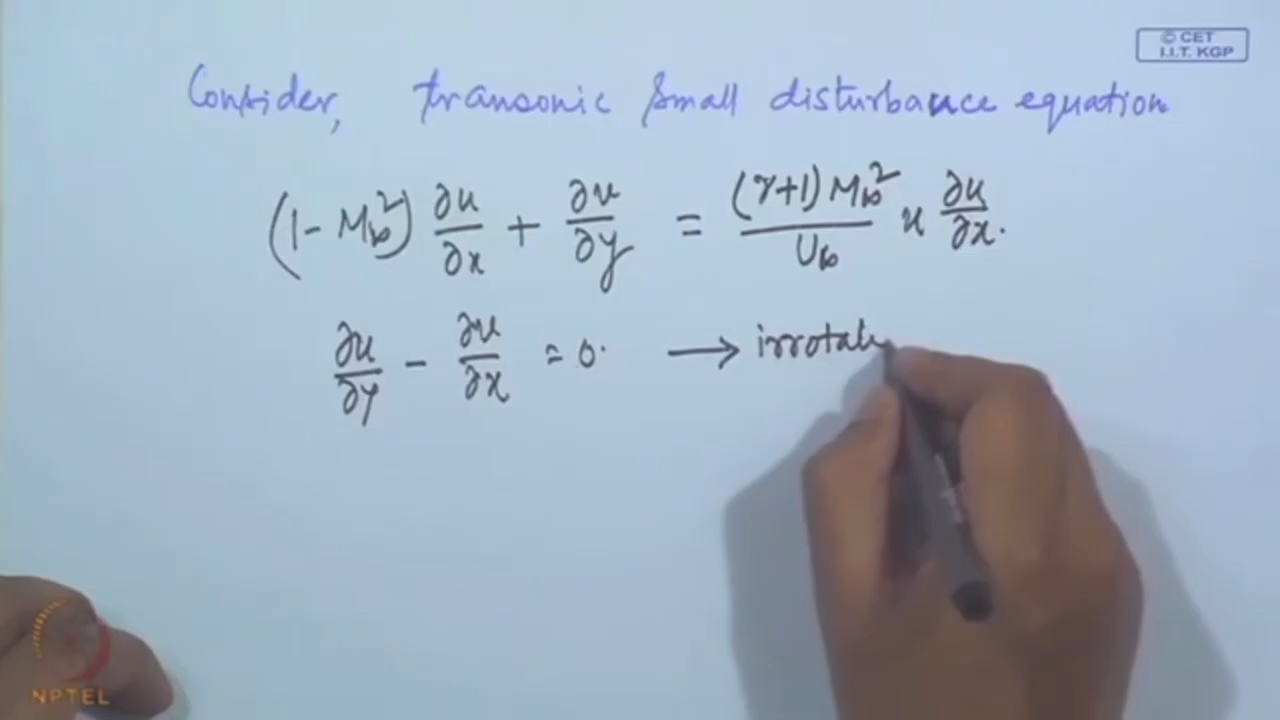 © CET
I.I.T. KGP
Consider, transonic small disturbance equation
(1 - M∞²) ∂u/∂x + ∂v/∂y = (γ+1) M∞² / U∞ u ∂u/∂x.
∂u/∂y - ∂v/∂x = 0. → irrotati
NPTEL